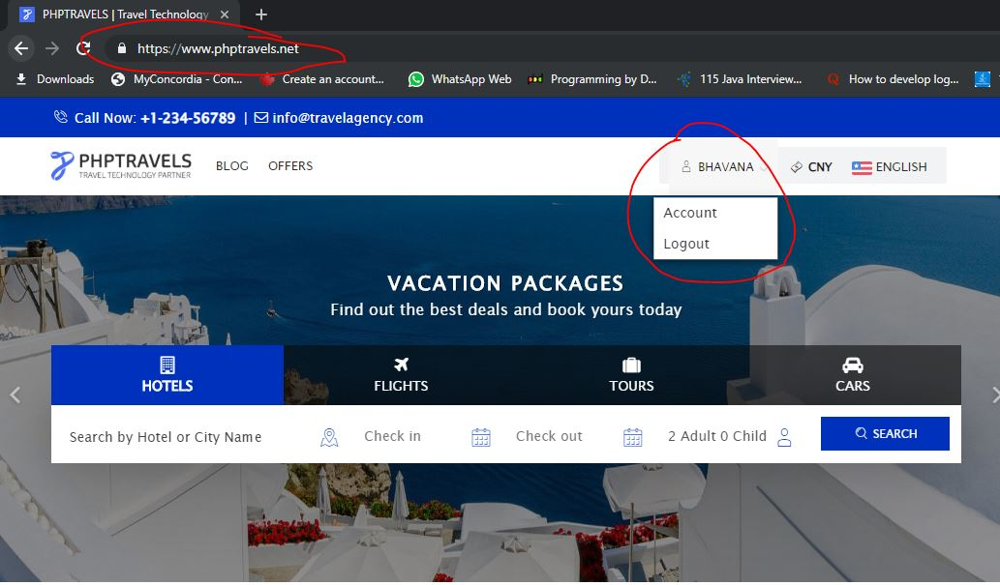 PHPTRAVELS | Travel Technology
https://www.phptravels.net
Downloads MyConcordia - Con... Create an account... WhatsApp Web Programming by D... 115 Java Interview... How to develop log...
Call Now: +1-234-56789 | info@travelagency.com
PHPTRAVELS
TRAVEL TECHNOLOGY PARTNER
BLOG OFFERS BHAVANA CNY ENGLISH
Account
Logout
VACATION PACKAGES
Find out the best deals and book yours today
HOTELS FLIGHTS TOURS CARS
Search by Hotel or City Name Check in Check out 2 Adult 0 Child SEARCH